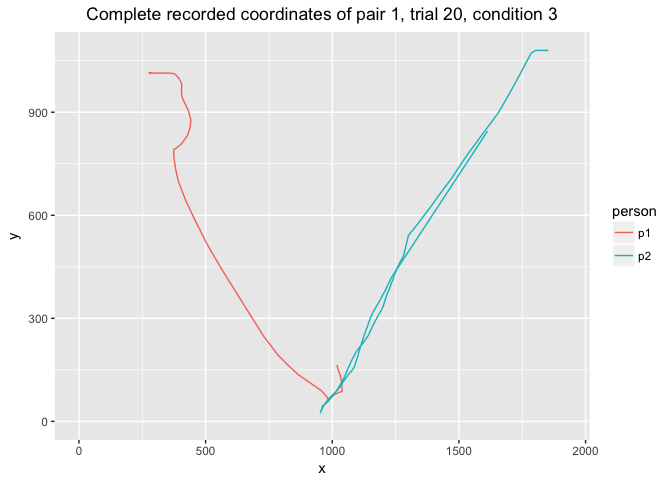 Complete recorded coordinates of pair 1, trial 20, condition 3
900
600
300
0
y
0 500 1000 1500 2000
x
person
p1
p2